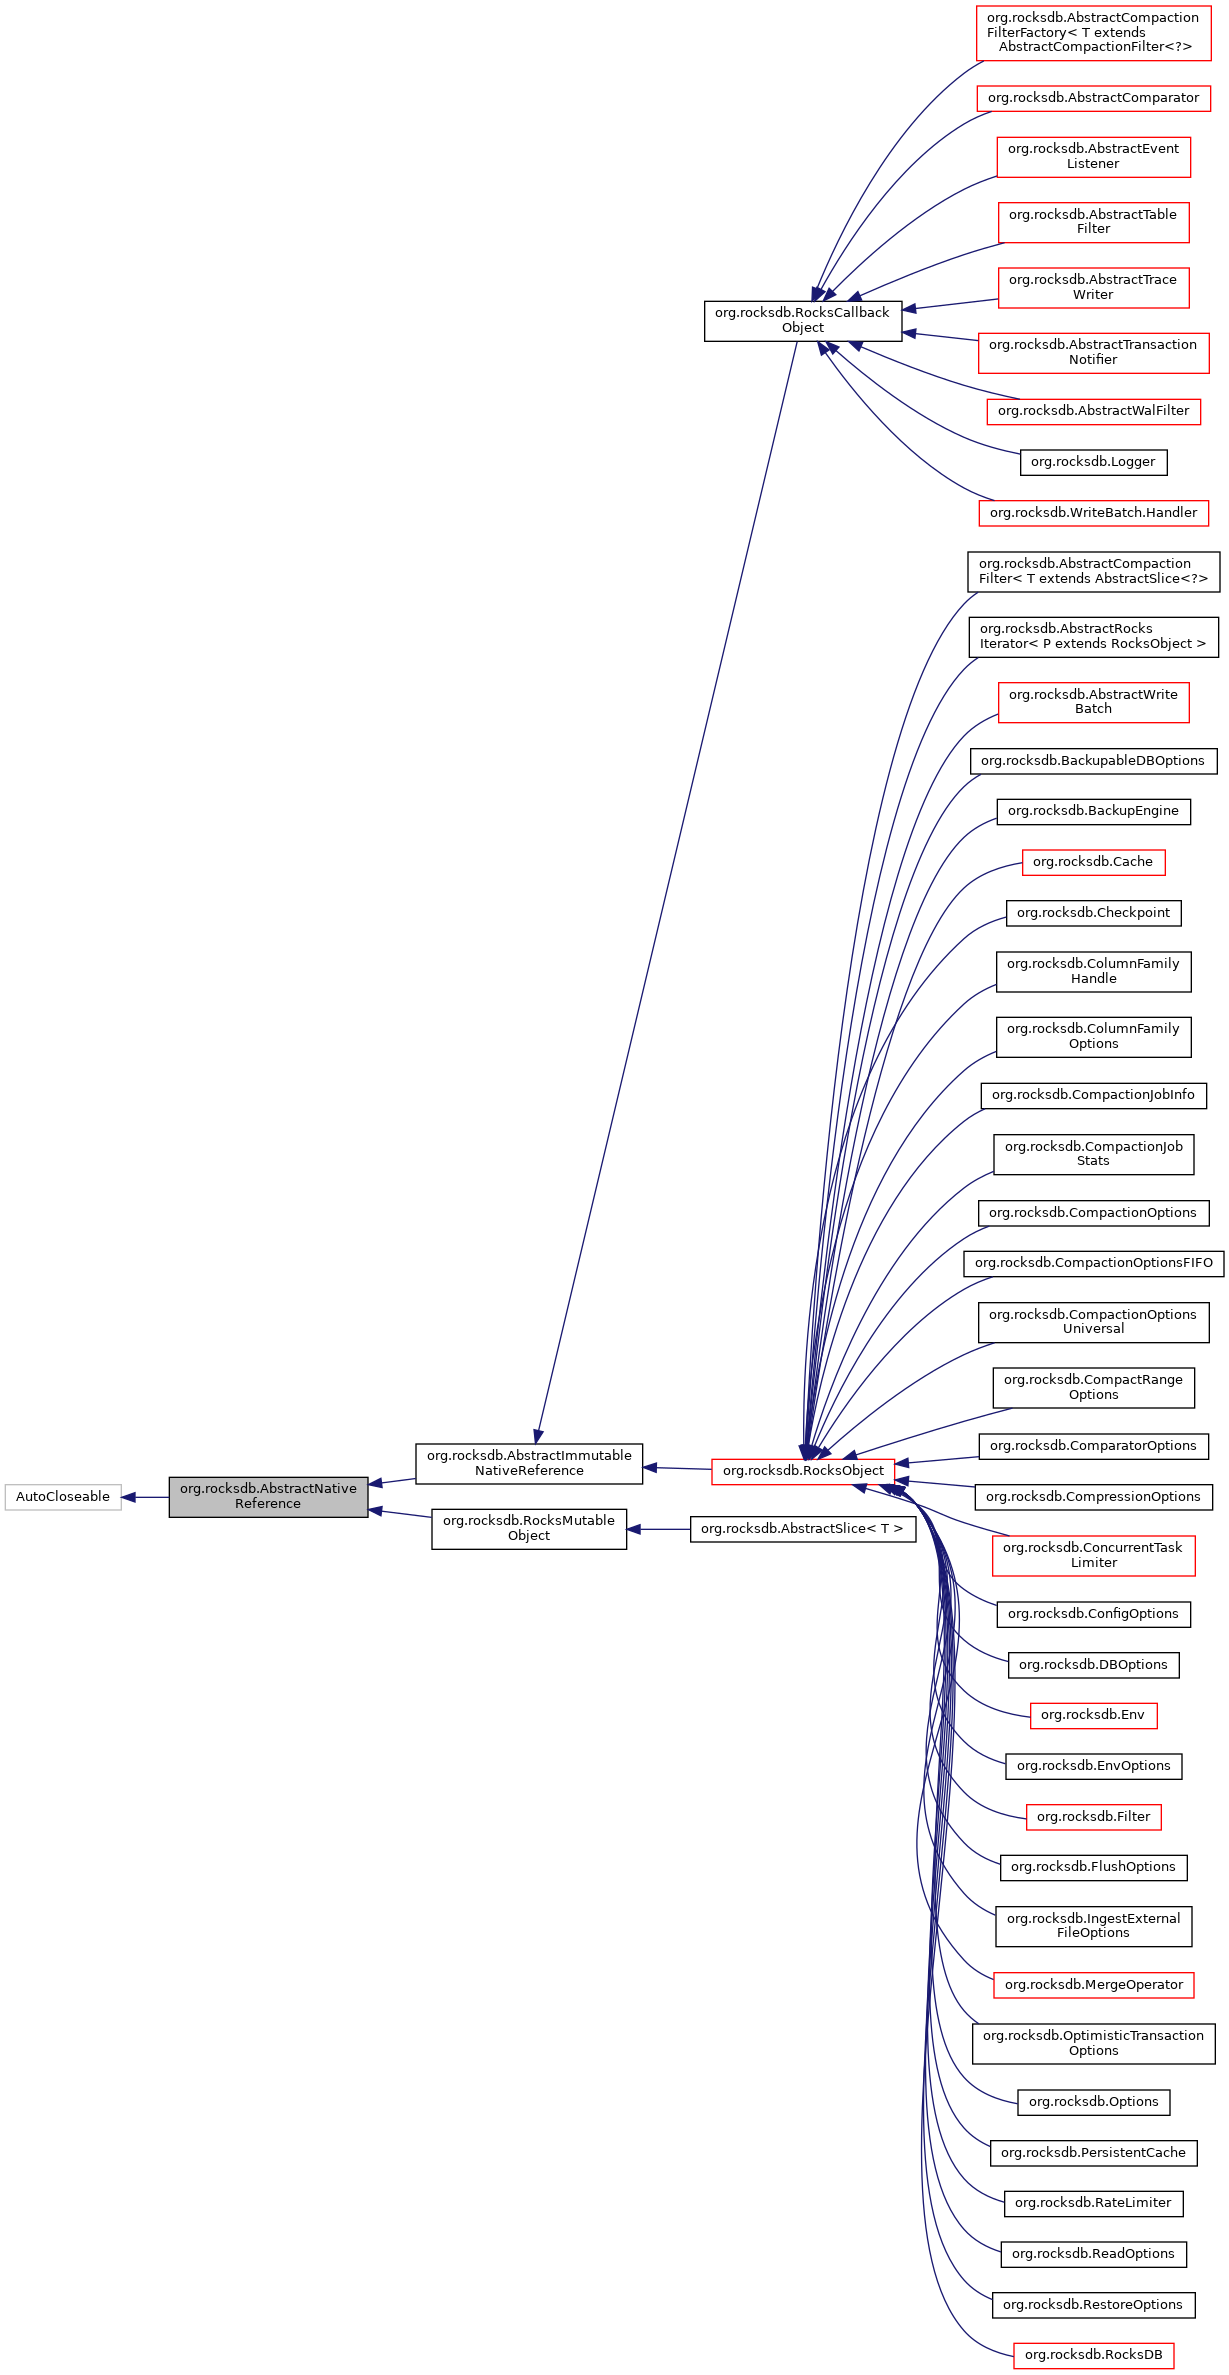 org.rocksdb.AbstractCompaction
FilterFactory< T extends
AbstractCompactionFilter<?>
org.rocksdb.AbstractComparator
org.rocksdb.AbstractEvent
Listener
org.rocksdb.AbstractTable
Filter
org.rocksdb.AbstractTrace
Writer
org.rocksdb.RocksCallback
Object
org.rocksdb.AbstractTransaction
Notifier
org.rocksdb.AbstractWalFilter
org.rocksdb.Logger
org.rocksdb.WriteBatch.Handler
org.rocksdb.AbstractCompaction
Filter< T extends AbstractSlice<?>
org.rocksdb.AbstractRocks
Iterator< P extends RocksObject >
org.rocksdb.AbstractWrite
Batch
org.rocksdb.BackupableDBOptions
org.rocksdb.BackupEngine
org.rocksdb.Cache
org.rocksdb.Checkpoint
org.rocksdb.ColumnFamily
Handle
org.rocksdb.ColumnFamily
Options
org.rocksdb.CompactionJobInfo
org.rocksdb.CompactionJob
Stats
org.rocksdb.CompactionOptions
org.rocksdb.CompactionOptionsFIFO
org.rocksdb.CompactionOptions
Universal
org.rocksdb.CompactRange
Options
org.rocksdb.ComparatorOptions
AutoCloseable
org.rocksdb.AbstractNative
Reference
org.rocksdb.AbstractImmutable
NativeReference
org.rocksdb.RocksObject
org.rocksdb.RocksMutable
Object
org.rocksdb.AbstractSlice< T >
org.rocksdb.CompressionOptions
org.rocksdb.ConcurrentTask
Limiter
org.rocksdb.ConfigOptions
org.rocksdb.DBOptions
org.rocksdb.Env
org.rocksdb.EnvOptions
org.rocksdb.Filter
org.rocksdb.FlushOptions
org.rocksdb.IngestExternal
FileOptions
org.rocksdb.MergeOperator
org.rocksdb.OptimisticTransaction
Options
org.rocksdb.Options
org.rocksdb.PersistentCache
org.rocksdb.RateLimiter
org.rocksdb.ReadOptions
org.rocksdb.RestoreOptions
org.rocksdb.RocksDB